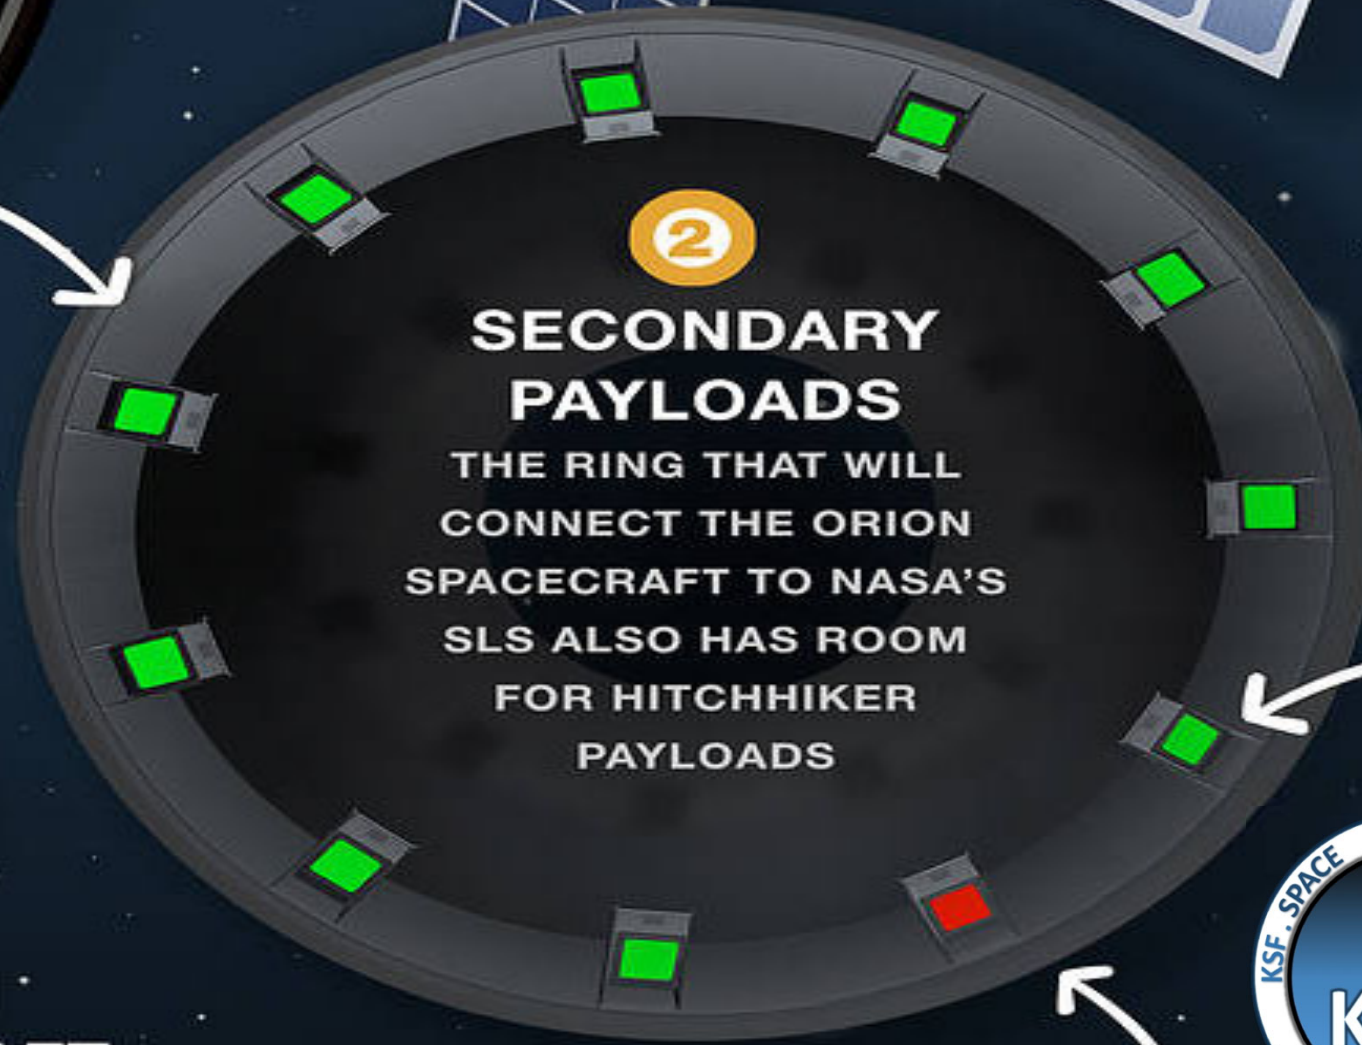 2
SECONDARY
PAYLOADS
THE RING THAT WILL
CONNECT THE ORION
SPACECRAFT TO NASA’S
SLS ALSO HAS ROOM
FOR HITCHHIKER
PAYLOADS
KSF . SPACE
K